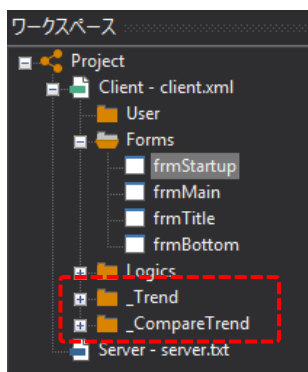 ワークスペース
Project
Client - client.xml
User
Forms
frmStartup
frmMain
frmTitle
frmBottom
Logics
_Trend
_CompareTrend
Server - server.txt